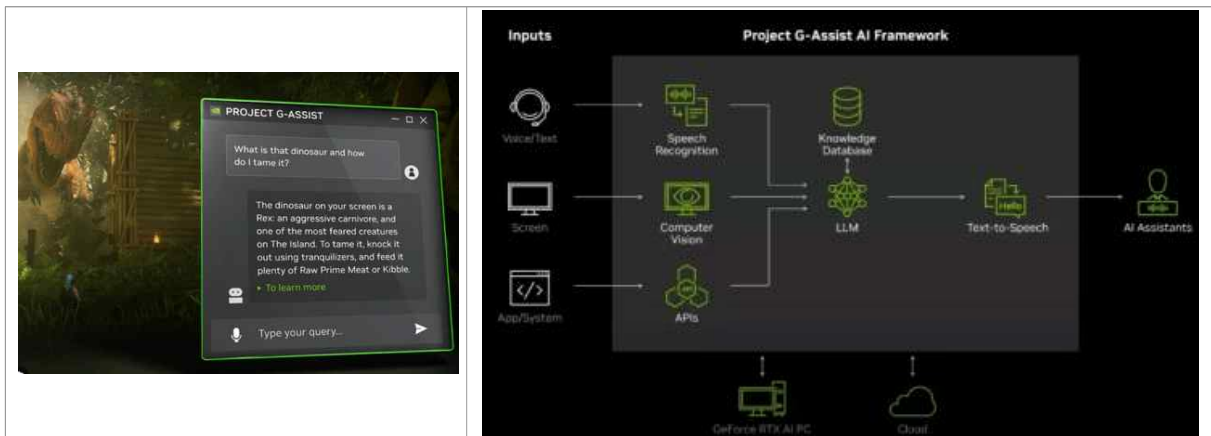 PROJECT G-ASSIST
What is that dinosaur and how
do I tame it?
The dinosaur on your screen is a
Rex: an aggressive carnivore, and
one of the most feared creatures
on The Island. To tame it, knock it
out using tranquilizers, and feed it
plenty of Raw Prime Meat or Kibble.
▸ To learn more
Type your query...
Inputs
Project G-Assist AI Framework
Voice/Text
Speech
Recognition
Knowledge
Database
Screen
Computer
Vision
LLM
Hello
Text-to-Speech
AI Assistants
</>
App/System
API
APIs
GeForce RTX AI PC
Cloud